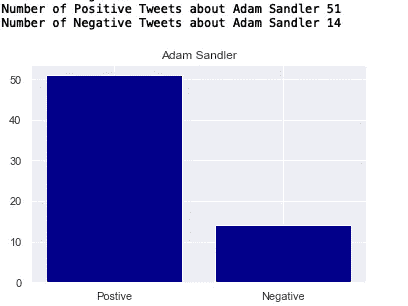 Number of Positive Tweets about Adam Sandler 51
Number of Negative Tweets about Adam Sandler 14
Adam Sandler
50
40
30
20
10
0
Postive Negative